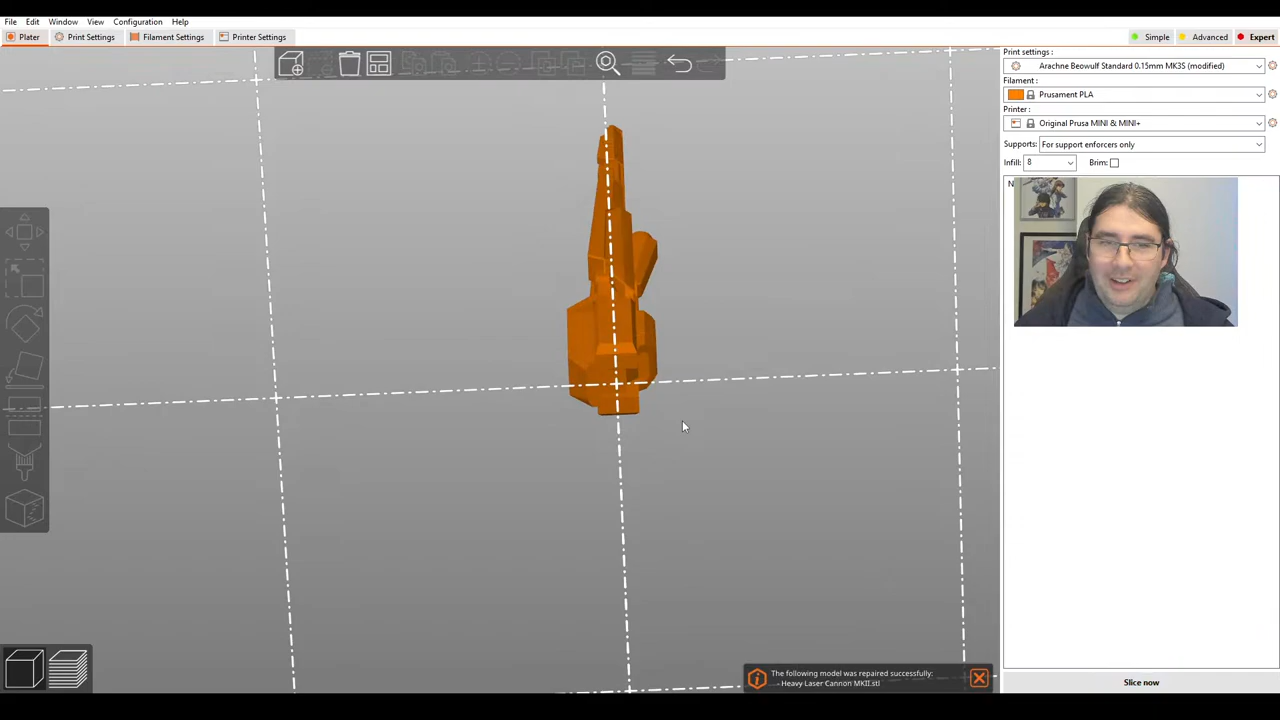 File Edit Window View Configuration Help
Plater Print Settings Filament Settings Printer Settings
Simple Advanced Expert
Print settings :
Arachne Beowulf Standard 0.15mm MK3S (modified)
Filament :
Prusament PLA
Printer :
Original Prusa MINI & MINI+
Supports: For support enforcers only
Infill: 8 Brim:
N
The following model was repaired successfully:
- Heavy Laser Cannon MKII.stl
Slice now